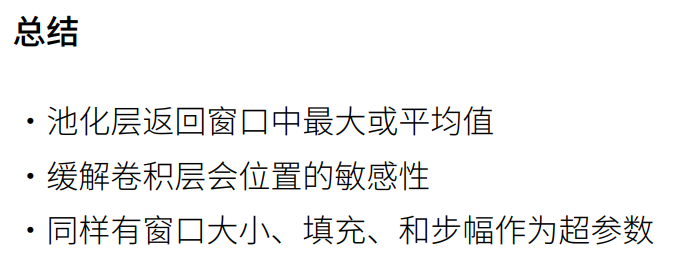 总结
• 池化层返回窗口中最大或平均值
• 缓解卷积层会位置的敏感性
• 同样有窗口大小、填充、和步幅作为超参数